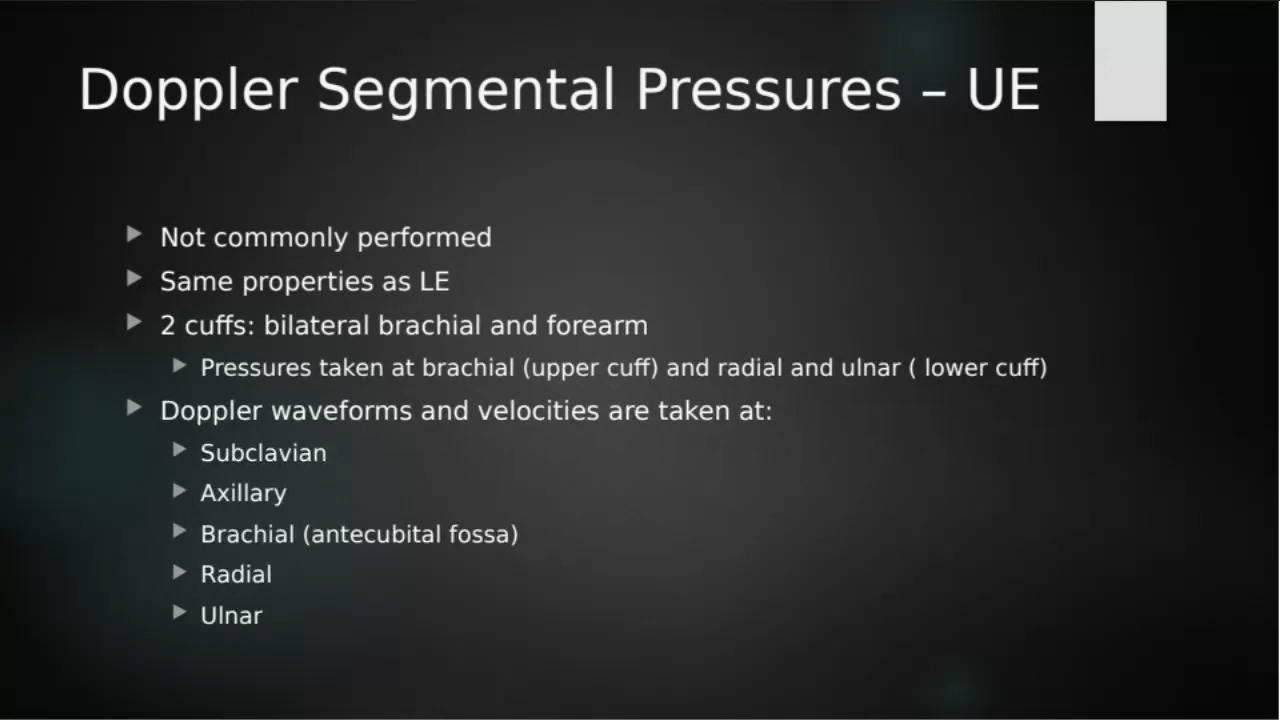 Doppler Segmental Pressures – UE
Not commonly performed
Same properties as LE
2 cuffs: bilateral brachial and forearm
Pressures taken at brachial (upper cuff) and radial and ulnar ( lower cuff)
Doppler waveforms and velocities are taken at:
Subclavian
Axillary
Brachial (antecubital fossa)
Radial
Ulnar